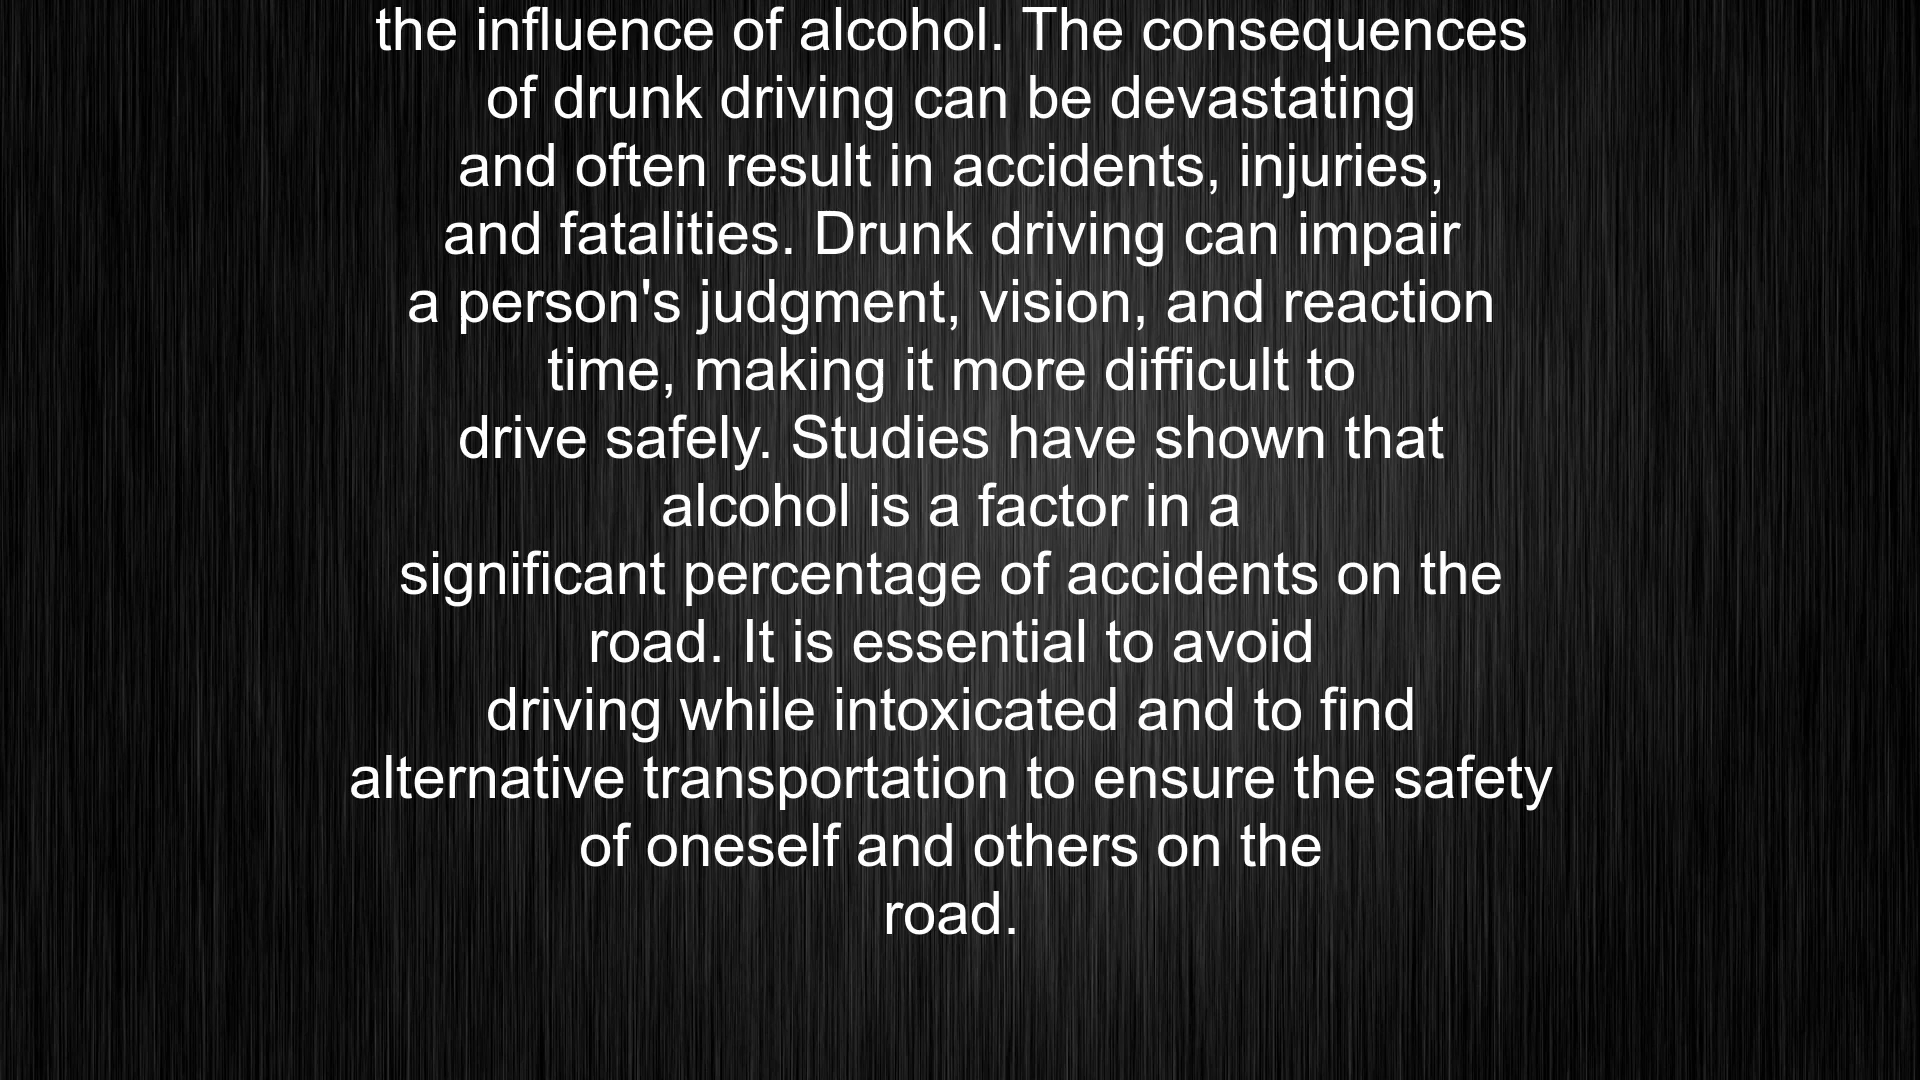 the influence of alcohol. The consequences
of drunk driving can be devastating
and often result in accidents, injuries,
and fatalities. Drunk driving can impair
a person's judgment, vision, and reaction
time, making it more difficult to
drive safely. Studies have shown that
alcohol is a factor in a
significant percentage of accidents on the
road. It is essential to avoid
driving while intoxicated and to find
alternative transportation to ensure the safety
of oneself and others on the
road.